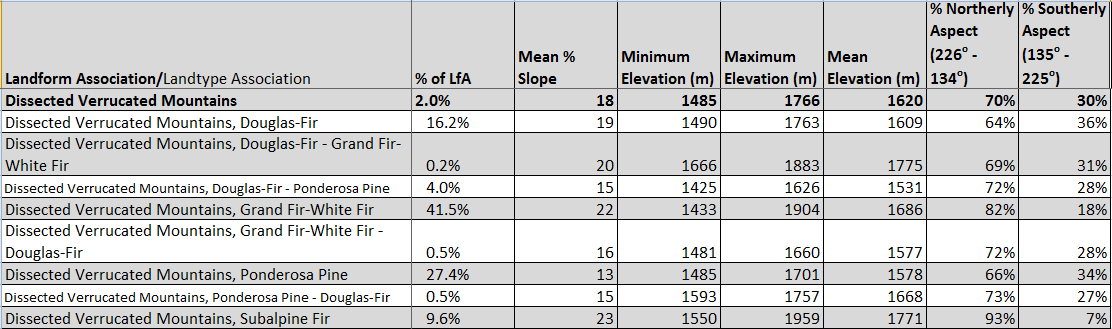 Landform Association/Landtype Association | % of LfA | Mean % Slope | Minimum Elevation (m) | Maximum Elevation (m) | Mean Elevation (m) | % Northerly Aspect (226° - 134°) | % Southerly Aspect (135° - 225°)
Dissected Verrucated Mountains | 2.0% | 18 | 1485 | 1766 | 1620 | 70% | 30%
Dissected Verrucated Mountains, Douglas-Fir | 16.2% | 19 | 1490 | 1763 | 1609 | 64% | 36%
Dissected Verrucated Mountains, Douglas-Fir - Grand Fir-
White Fir | 0.2% | 20 | 1666 | 1883 | 1775 | 69% | 31%
Dissected Verrucated Mountains, Douglas-Fir - Ponderosa Pine | 4.0% | 15 | 1425 | 1626 | 1531 | 72% | 28%
Dissected Verrucated Mountains, Grand Fir-White Fir | 41.5% | 22 | 1433 | 1904 | 1686 | 82% | 18%
Dissected Verrucated Mountains, Grand Fir-White Fir -
Douglas-Fir | 0.5% | 16 | 1481 | 1660 | 1577 | 72% | 28%
Dissected Verrucated Mountains, Ponderosa Pine | 27.4% | 13 | 1485 | 1701 | 1578 | 66% | 34%
Dissected Verrucated Mountains, Ponderosa Pine - Douglas-Fir | 0.5% | 15 | 1593 | 1757 | 1668 | 73% | 27%
Dissected Verrucated Mountains, Subalpine Fir | 9.6% | 23 | 1550 | 1959 | 1771 | 93% | 7%